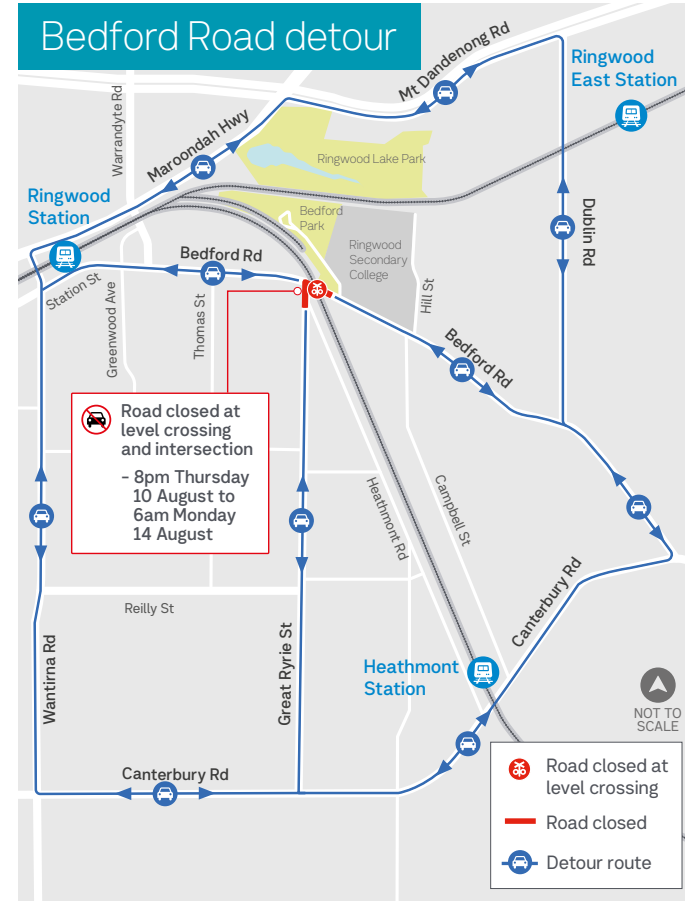 Bedford Road detour
Mt Dandenong Rd
Ringwood
East Station
Warrandyte Rd
Maroondah Hwy
Ringwood Lake Park
Ringwood
Station
Bedford
Park
Dublin Rd
Bedford Rd
Ringwood
Secondary
College
Station St
Greenwood Ave
Thomas St
Hill St
Bedford Rd
Road closed at
level crossing
and intersection
- 8pm Thursday
10 August to
6am Monday
14 August
Heathmont Rd
Campbell St
Reilly St
Canterbury Rd
Wantirna Rd
Great Ryrie St
Heathmont
Station
NOT TO
SCALE
Canterbury Rd
Road closed at
level crossing
Road closed
Detour route